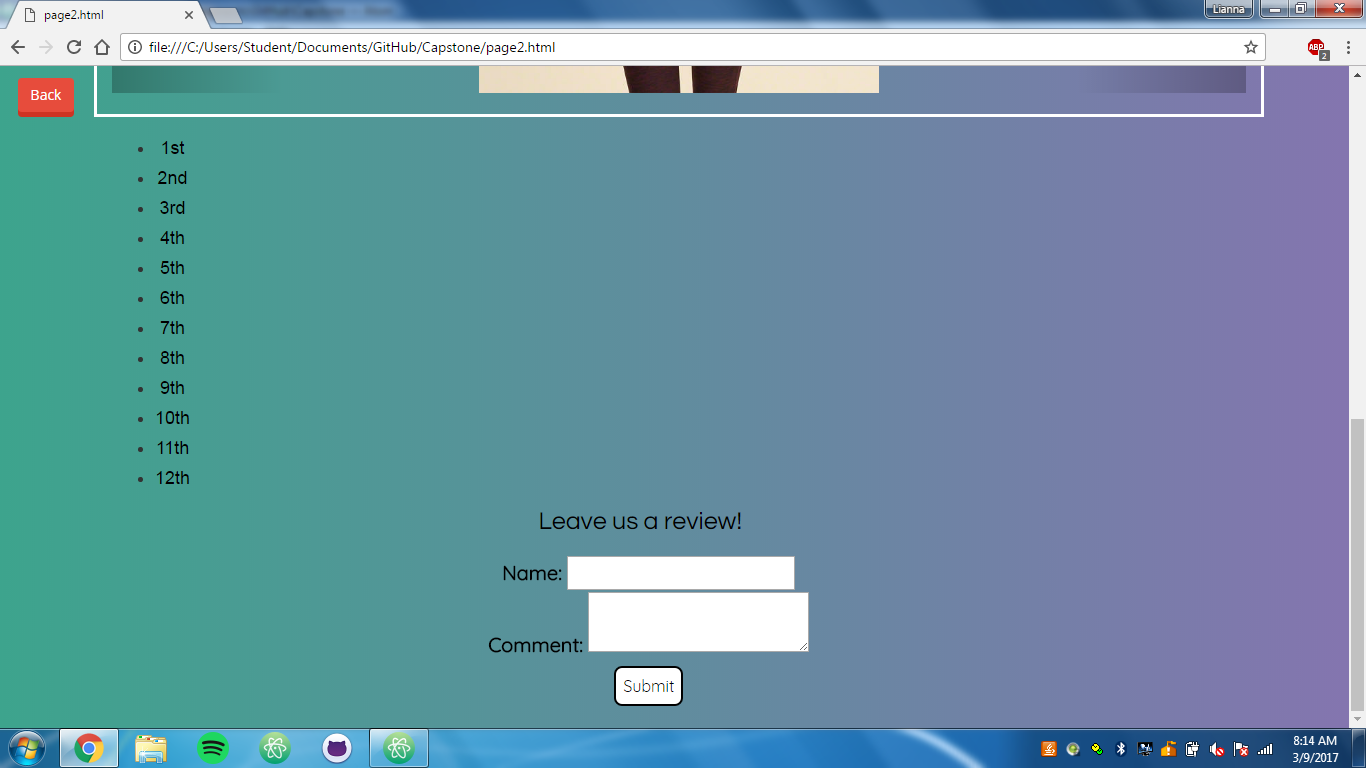 page2.html
Lianna
file:///C:/Users/Student/Documents/GitHub/Capstone/page2.html
ABP
2
Back
1st
2nd
3rd
4th
5th
6th
7th
8th
9th
10th
11th
12th
Leave us a review!
Name:
Comment:
Submit
8:14 AM
3/9/2017